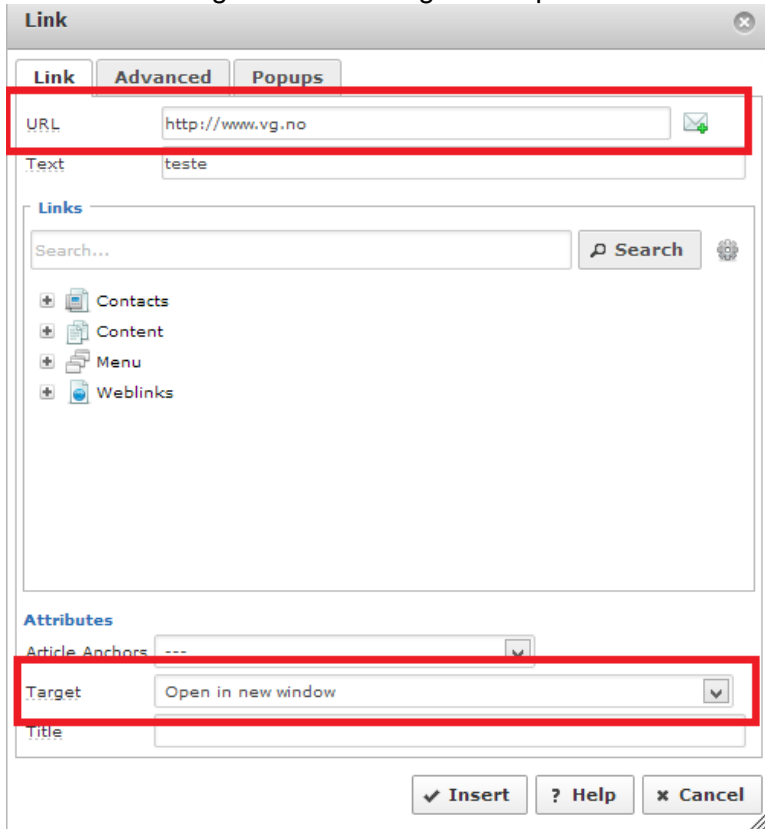 Link
Link Advanced Popups
URL http://www.vg.no
Text teste
Links
Search... Search
Contacts
Content
Menu
Weblinks
Attributes
Article Anchors ---
Target Open in new window
Title
Insert ? Help Cancel